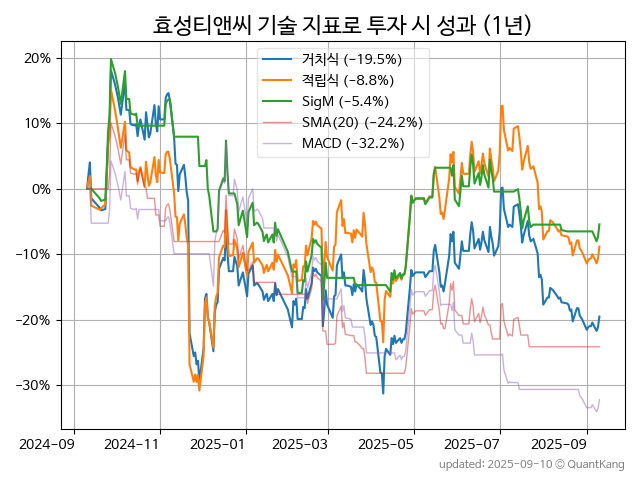 효성티앤씨 기술 지표로 투자 시 성과 (1년)
거치식 (−19.5%)
적립식 (−8.8%)
SigM (−5.4%)
SMA(20) (−24.2%)
MACD (−32.2%)
20%
10%
0%
−10%
−20%
−30%
2024-09
2024-11
2025-01
2025-03
2025-05
2025-07
2025-09
updated: 2025-09-10 © QuantKang